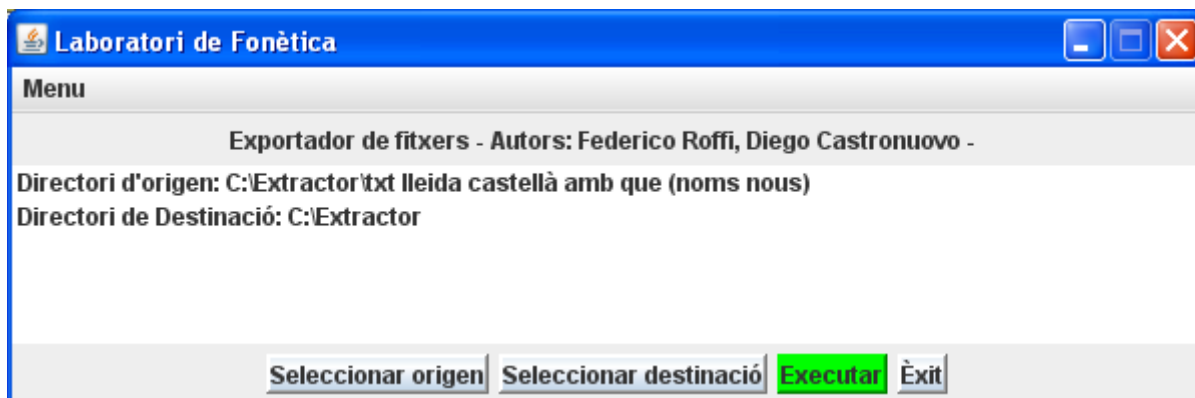 Laboratori de Fonètica
Menu
Exportador de fitxers - Autors: Federico Roffi, Diego Castronuovo -
Directori d'origen: C:\Extractor\txt lleida castellà amb que (noms nous)
Directori de Destinació: C:\Extractor
Seleccionar origen Seleccionar destinació Executar Èxit